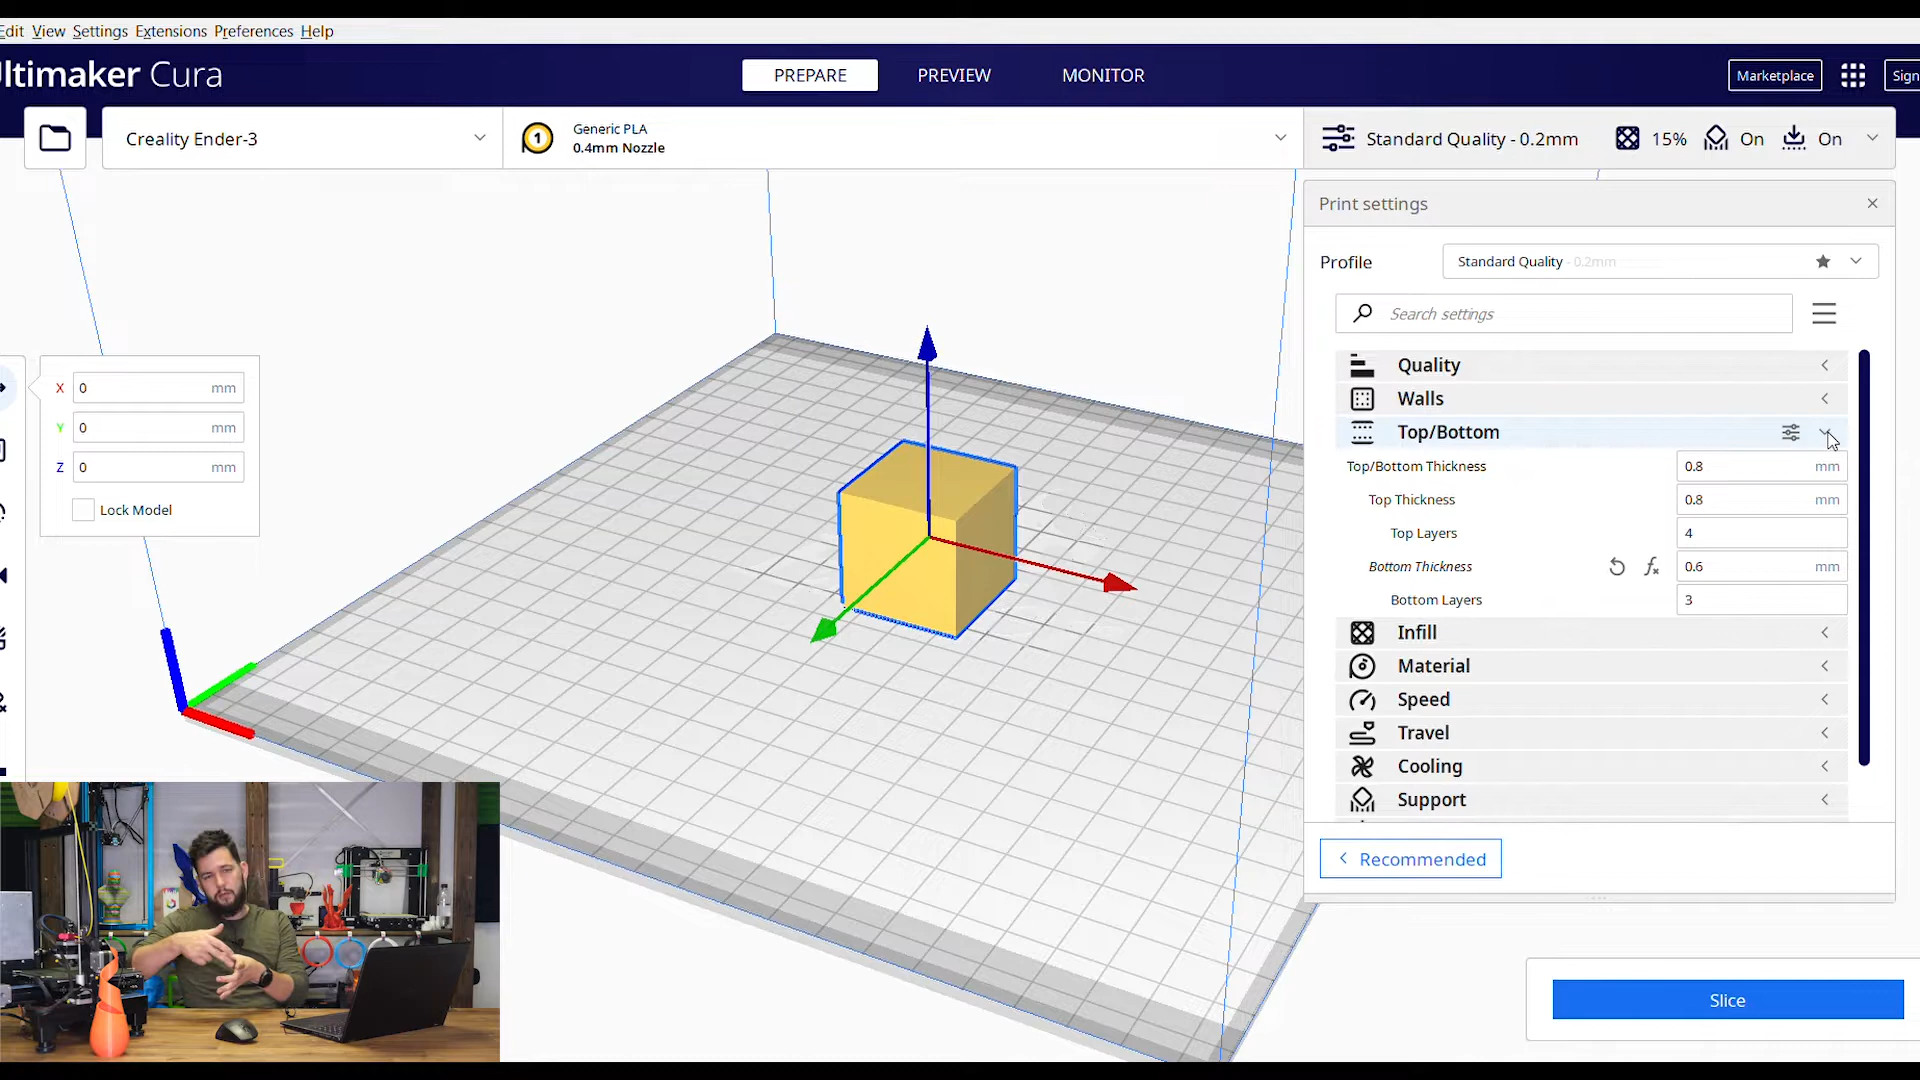 Edit View Settings Extensions Preferences Help
ltimaker Cura
PREPARE
PREVIEW
MONITOR
Marketplace
Sign
Creality Ender-3
1
Generic PLA
0.4mm Nozzle
Standard Quality - 0.2mm
15%
On
On
Print settings
Profile
Standard Quality - 0.2mm
Search settings
Quality
Walls
Top/Bottom
Top/Bottom Thickness 0.8 mm
Top Thickness 0.8 mm
Top Layers 4
Bottom Thickness fx 0.6 mm
Bottom Layers 3
Infill
Material
Speed
Travel
Cooling
Support
Recommended
Slice
X 0 mm
Y 0 mm
Z 0 mm
Lock Model